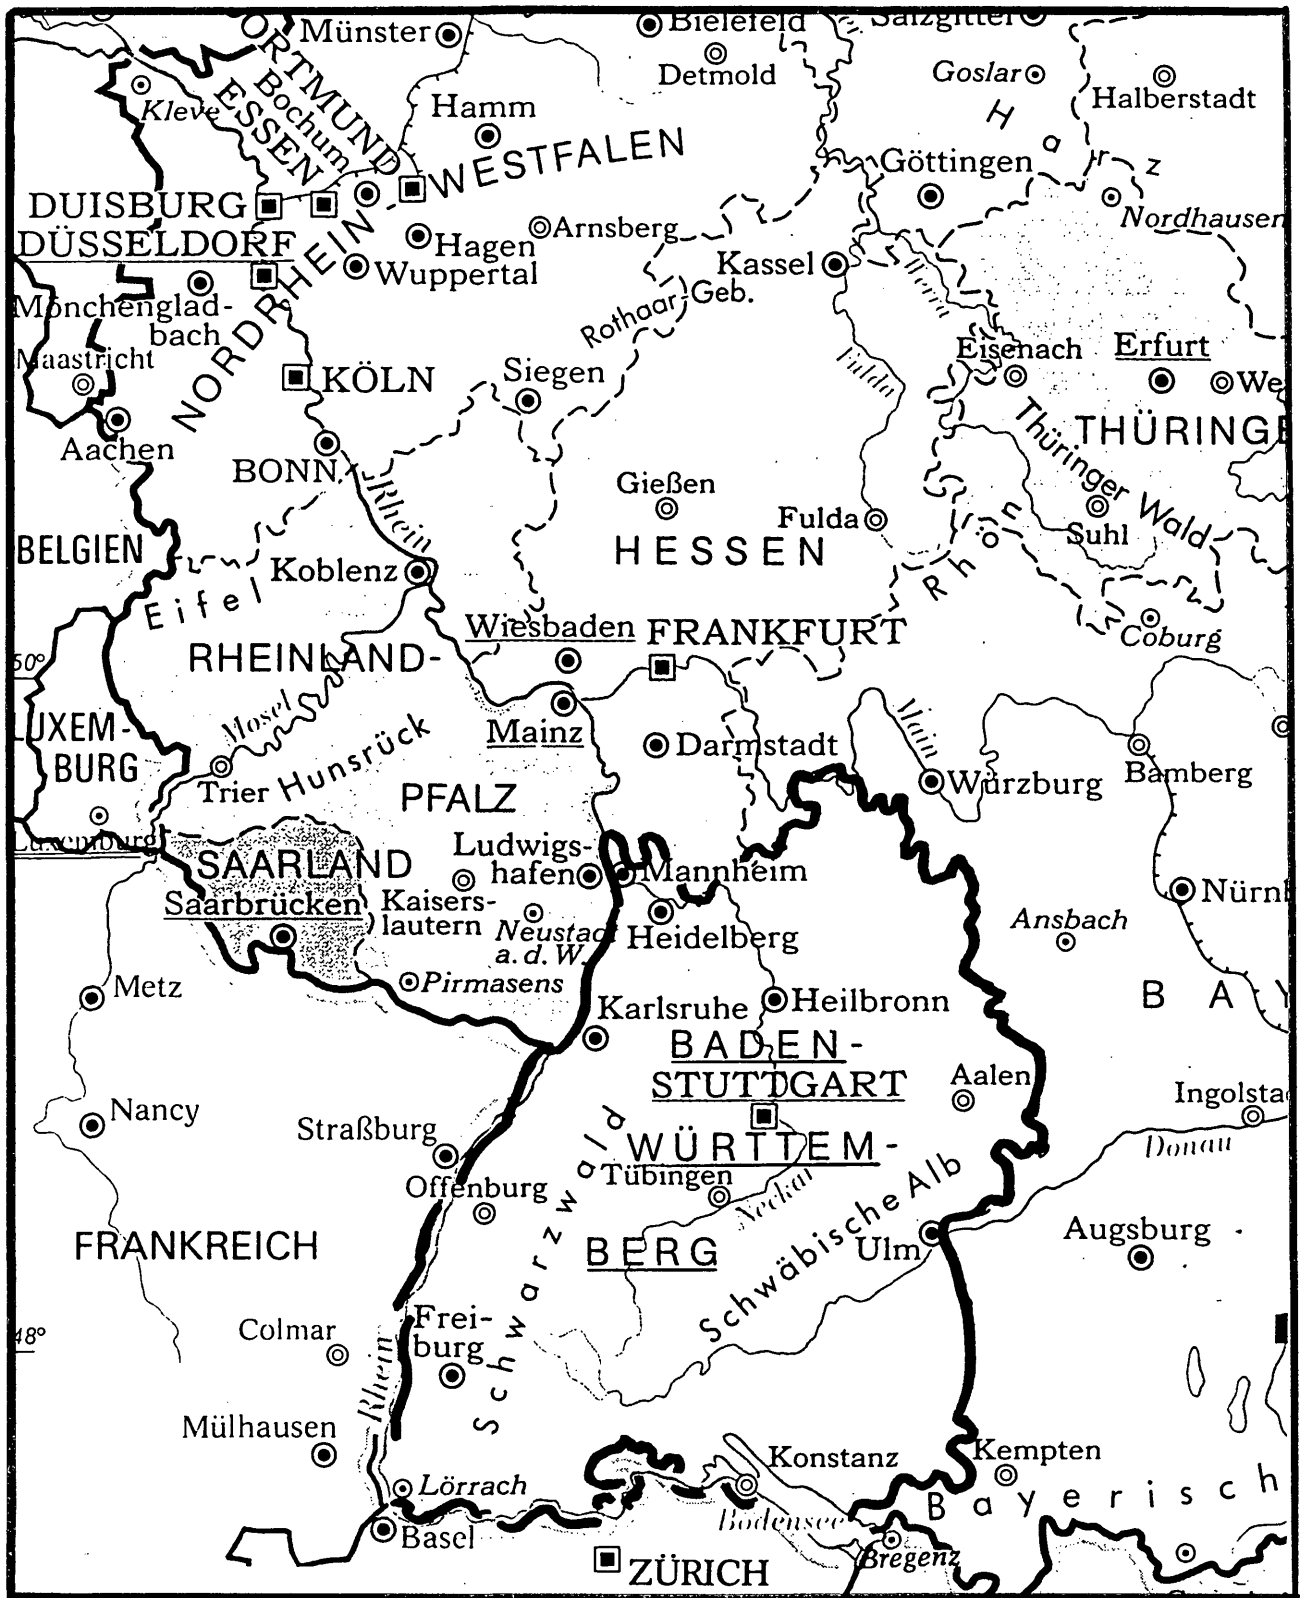 Münster
Bielefeld
Salzgitter
Detmold
Goslar
Halberstadt
Kleve
ORTMUND
Bochum
ESSEN
Hamm
Harz
Göttingen
NORDRHEIN-WESTFALEN
Nordhausen
DUISBURG
DÜSSELDORF
Hagen
Arnsberg
Wuppertal
Kassel
Werra
Mönchenglad-
bach
Rothaar-Geb.
Maastricht
Fulda
Eisenach
Erfurt
We
KÖLN
Siegen
THÜRINGE
Thüringer Wald
Aachen
BONN
Rhein
Gießen
Fulda
Suhl
BELGIEN
HESSEN
Rhön
Koblenz
Eifel
Wiesbaden
FRANKFURT
Coburg
50°
RHEINLAND-
LUXEM-
BURG
Mosel
Hunsrück
Mainz
Darmstadt
Main
Würzburg
Bamberg
Trier
PFALZ
Luxemburg
SAARLAND
Ludwigs-
hafen
Mannheim
Saarbrücken
Kaisers-
lautern
Neustadt
a.d.W.
Heidelberg
Ansbach
Nürnb
Metz
Pirmasens
Karlsruhe
Heilbronn
BAY
BADEN-
STUTTGART
Aalen
Ingolsta
Nancy
Straßburg
WÜRTTEM-
Donau
Tübingen
Neckar
Offenburg
Schwarzwald
Schwäbische Alb
FRANKREICH
BERG
Ulm
Augsburg
48°
Colmar
Frei-
burg
Rhein
Mülhausen
Konstanz
Kempten
Lörrach
Bayerisch
Bodensee
Basel
Bregenz
ZÜRICH